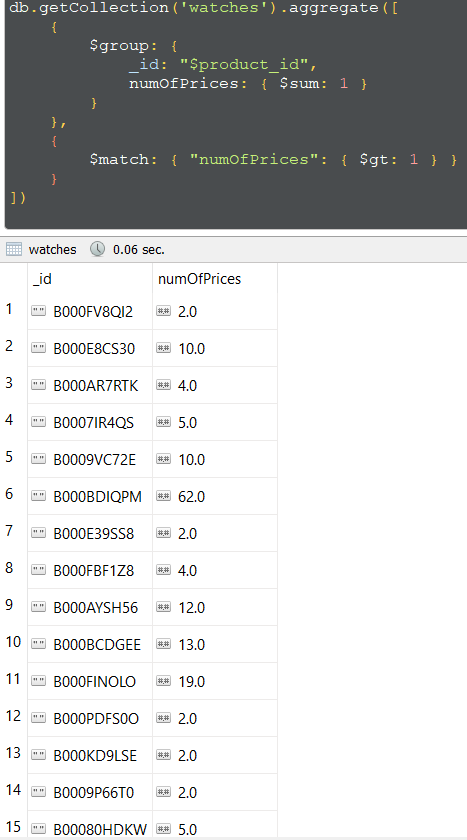 db.getCollection('watches').aggregate([
{
$group: {
_id: "$product_id",
numOfPrices: { $sum: 1 }
}
},
{
$match: { "numOfPrices": { $gt: 1 } }
}
])
watches 0.06 sec.
_id numOfPrices
1 "" B000FV8QI2 #.# 2.0
2 "" B000E8CS30 #.# 10.0
3 "" B000AR7RTK #.# 4.0
4 "" B0007IR4QS #.# 5.0
5 "" B0009VC72E #.# 10.0
6 "" B000BDIQPM #.# 62.0
7 "" B000E39SS8 #.# 2.0
8 "" B000FBF1Z8 #.# 4.0
9 "" B000AYSH56 #.# 12.0
10 "" B000BCDGEE #.# 13.0
11 "" B000FINOLO #.# 19.0
12 "" B000PDFS0O #.# 2.0
13 "" B000KD9LSE #.# 2.0
14 "" B0009P66T0 #.# 2.0
15 "" B00080HDKW #.# 5.0